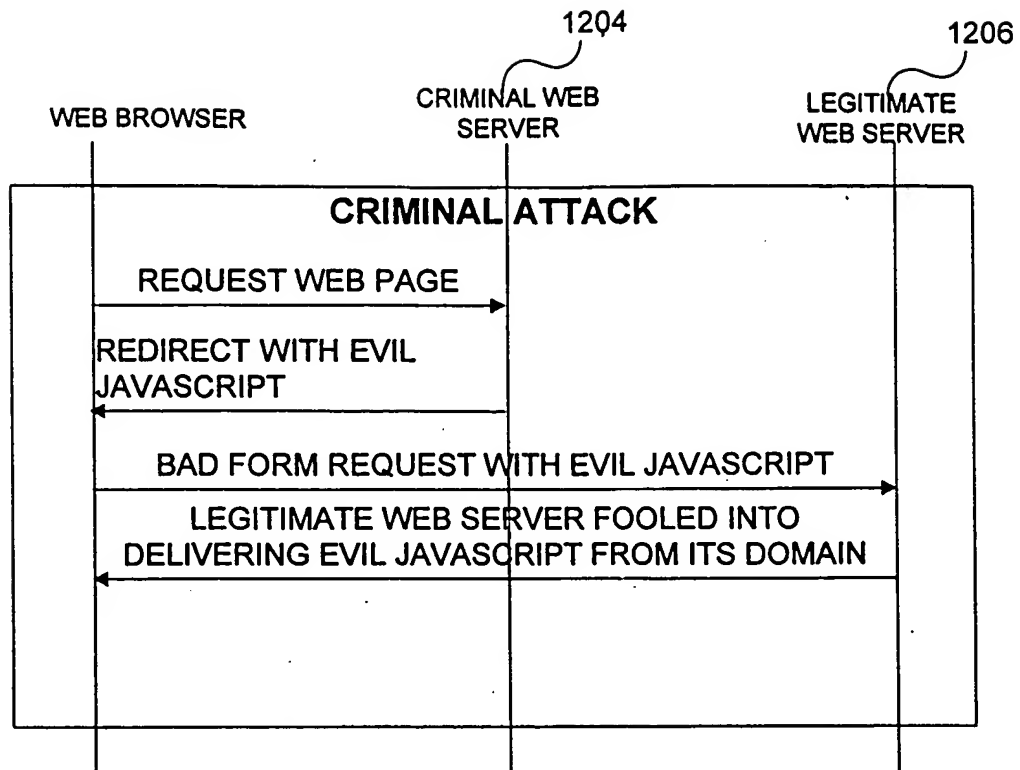 1204
1206
WEB BROWSER
CRIMINAL WEB
SERVER
LEGITIMATE
WEB SERVER
CRIMINAL ATTACK
REQUEST WEB PAGE
REDIRECT WITH EVIL
JAVASCRIPT
BAD FORM REQUEST WITH EVIL JAVASCRIPT
LEGITIMATE WEB SERVER FOOLED INTO
DELIVERING EVIL JAVASCRIPT FROM ITS DOMAIN